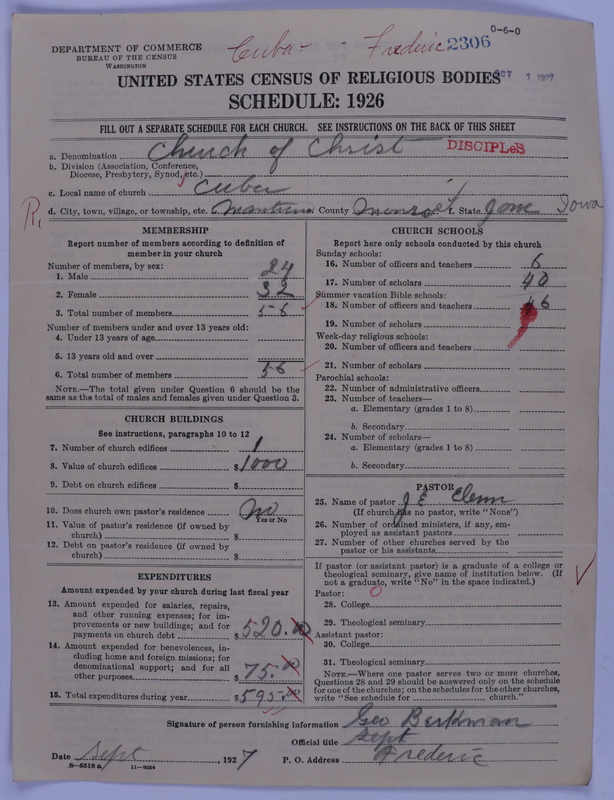 O-6-0
Cuba - Frederic 2306
DEPARTMENT OF COMMERCE
BUREAU OF THE CENSUS
WASHINGTON
OCT 1 1927
UNITED STATES CENSUS OF RELIGIOUS BODIES
SCHEDULE: 1926
FILL OUT A SEPARATE SCHEDULE FOR EACH CHURCH. SEE INSTRUCTIONS ON THE BACK OF THIS SHEET
a. Denomination Church of Christ DISCIPLES
b. Division (Association, Conference,
Diocese, Presbytery, Synod, etc.)
c. Local name of church Cuba
R. d. City, town, village, or township, etc. Mantua County Monroe f. State Iowa
MEMBERSHIP
Report number of members according to definition of
member in your church
Number of members, by sex:
1. Male 24
2. Female 32
3. Total number of members 56
Number of members under and over 13 years old:
4. Under 13 years of age
5. 13 years old and over
6. Total number of members 56
NOTE.—The total given under Question 6 should be the
same as the total of males and females given under Question 3.
CHURCH BUILDINGS
See instructions, paragraphs 10 to 12
7. Number of church edifices 1
8. Value of church edifices $1000
9. Debt on church edifices $
10. Does church own pastor's residence No
Yes or No
11. Value of pastor's residence (if owned by
church) $
12. Debt on pastor's residence (if owned by
church) $
EXPENDITURES
Amount expended by your church during last fiscal year
13. Amount expended for salaries, repairs,
and other running expenses; for im-
provements or new buildings; and for
payments on church debt $520.00
14. Amount expended for benevolences, in-
cluding home and foreign missions; for
denominational support; and for all
other purposes $75.00
15. Total expenditures during year $595.00
CHURCH SCHOOLS
Report here only schools conducted by this church
Sunday schools:
16. Number of officers and teachers 6
17. Number of scholars 40
Summer vacation Bible schools:
18. Number of officers and teachers 46
19. Number of scholars
Week-day religious schools:
20. Number of officers and teachers
21. Number of scholars
Parochial schools:
22. Number of administrative officers
23. Number of teachers—
a. Elementary (grades 1 to 8)
b. Secondary
24. Number of scholars—
a. Elementary (grades 1 to 8)
b. Secondary
PASTOR
25. Name of pastor J E
(If church has no pastor, write "None")
26. Number of ordained ministers, if any, em-
ployed as assistant pastors
27. Number of other churches served by the
pastor or his assistants
If pastor (or assistant pastor) is a graduate of a college or
theological seminary, give name of institution below. (If
not a graduate, write "No" in the space indicated.)
Pastor:
28. College
29. Theological seminary
Assistant pastor:
30. College
31. Theological seminary
NOTE.—Where one pastor serves two or more churches,
Questions 28 and 29 should be answered only on the schedule
for one of the churches; on the schedules for the other churches,
write "See schedule for church."
Signature of person furnishing information Geo Berkman
Official title Sept
Date Sept, 1927 P. O. Address Frederic
8—5518 a 11—9054